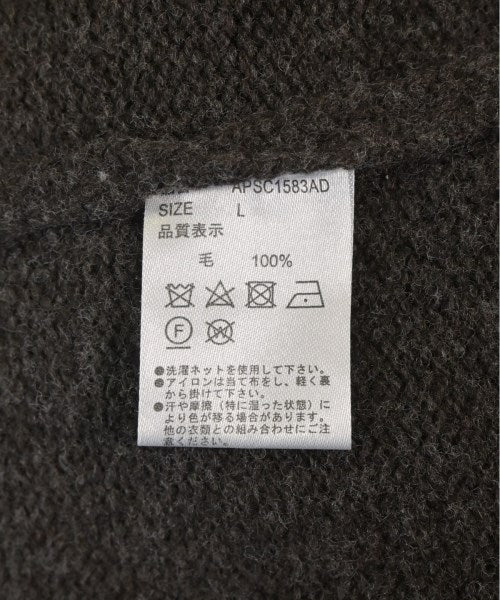 APSC1583AD
SIZE L
品質表示
毛 100%
F
W
●洗濯ネットを使用して下さい。
●アイロンは当て布をし、軽く裏
から掛けて下さい。
●汗や摩擦（特に湿った状態）に
より色が移る場合があります。
他の衣類との組み合わせにご注
意ください。